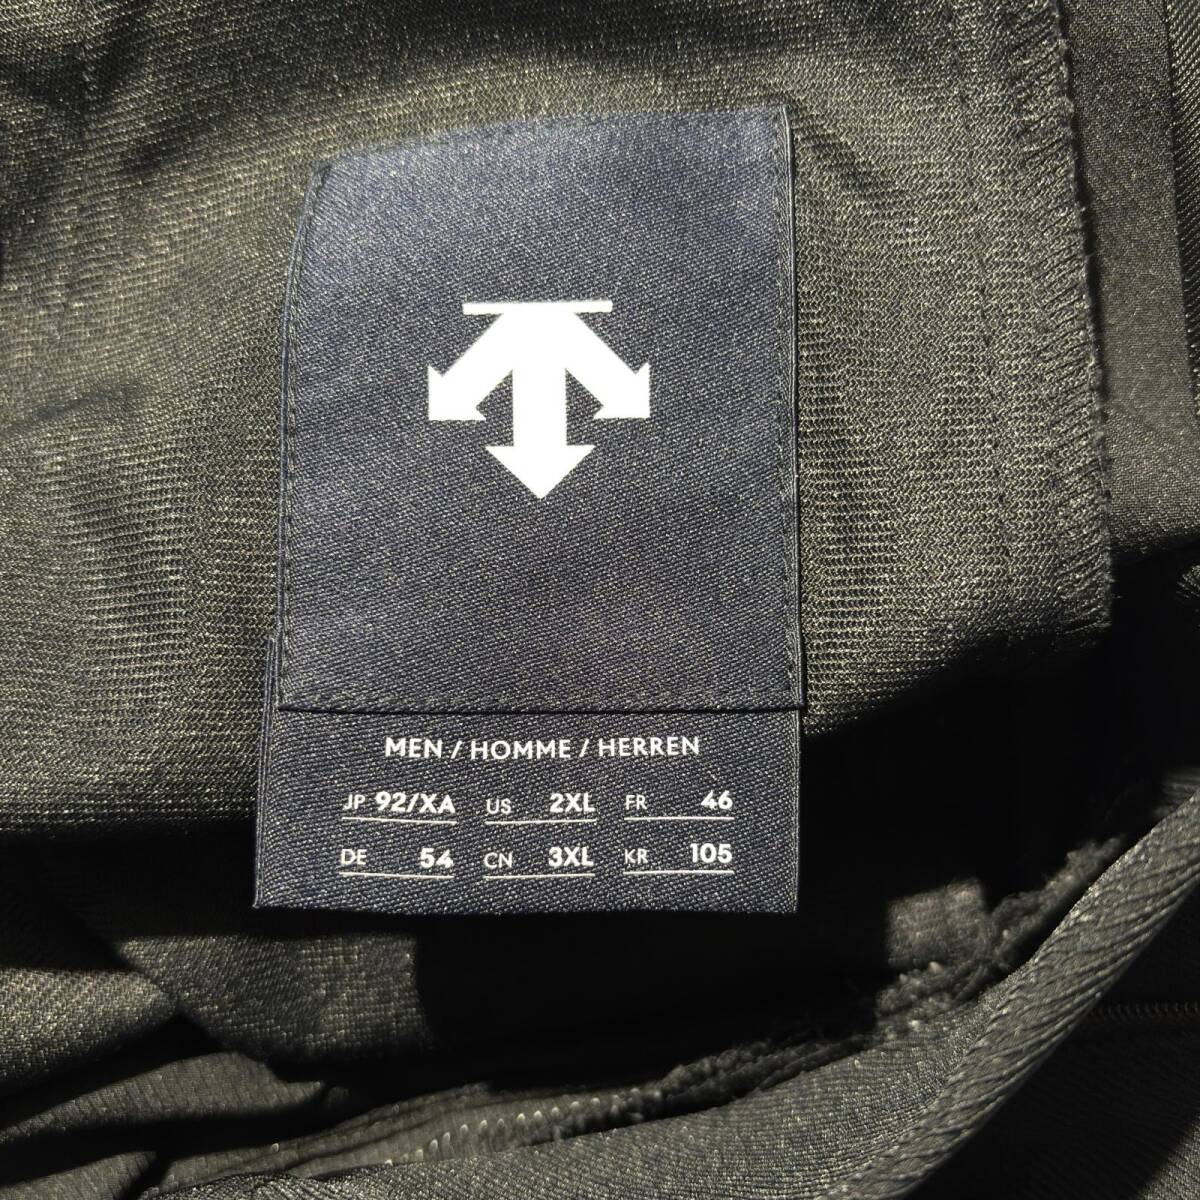 MEN / HOMME / HERREN
JP 92/XA US 2XL FR 46
DE 54 CN 3XL KR 105